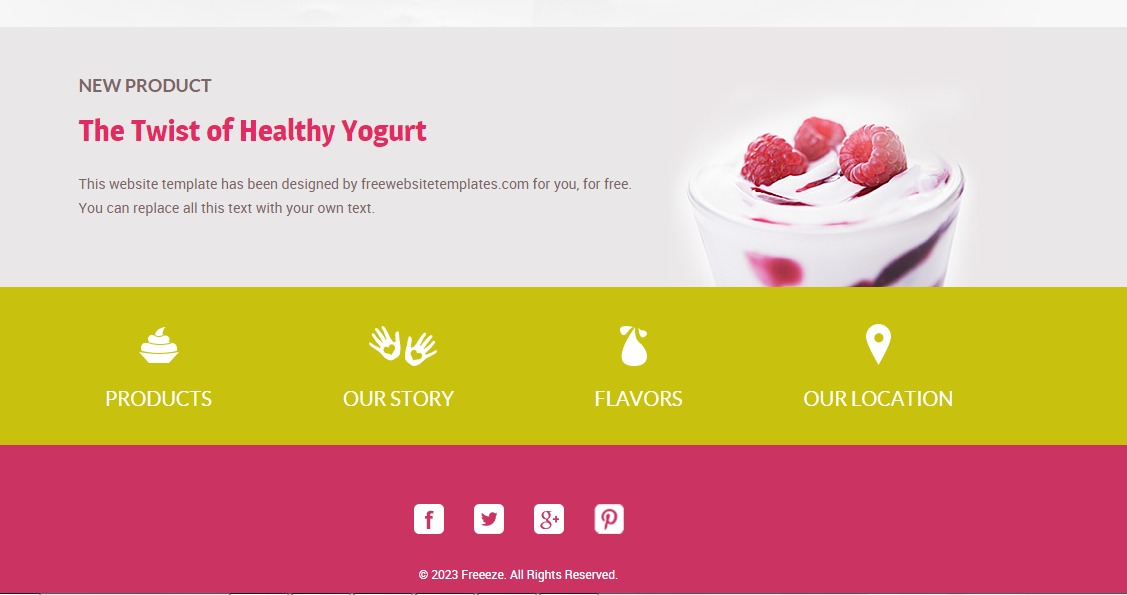 NEW PRODUCT
The Twist of Healthy Yogurt
This website template has been designed by freewebsitetemplates.com for you, for free.
You can replace all this text with your own text.
PRODUCTS
OUR STORY
FLAVORS
OUR LOCATION
f
g+
© 2023 Freeeze. All Rights Reserved.